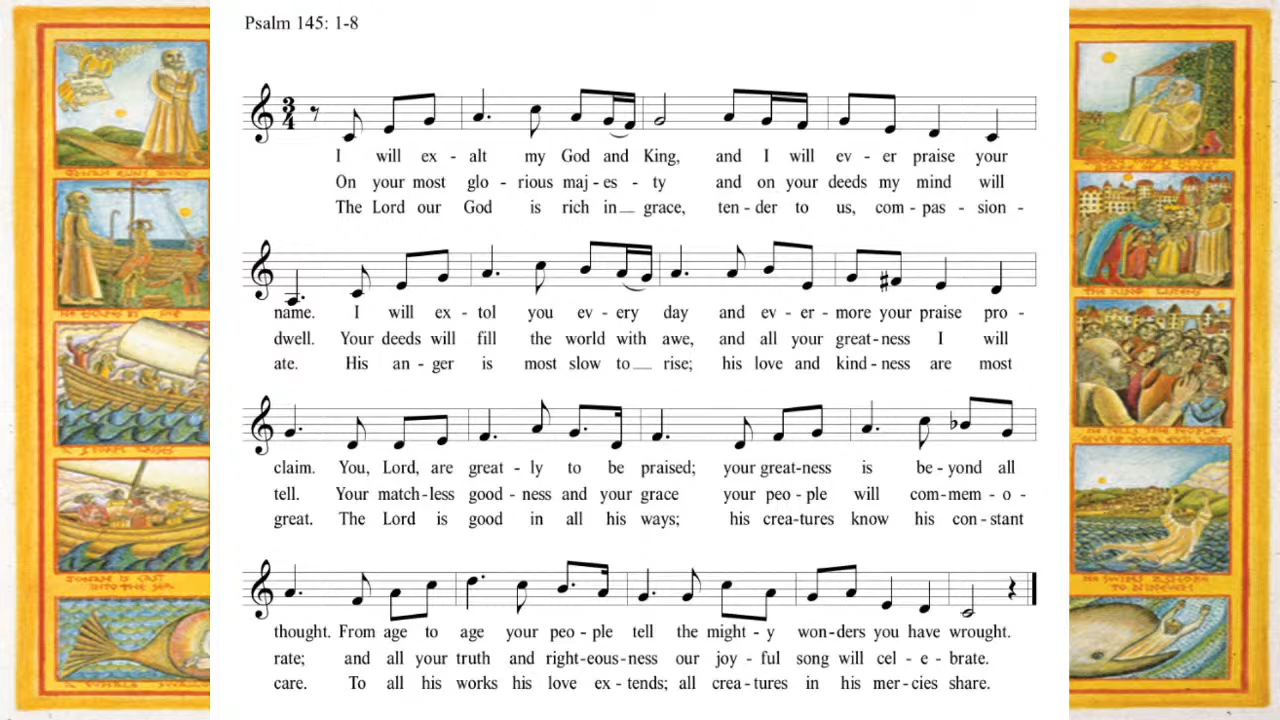 Psalm 145: 1-8
I will ex - alt my God and King, and I will ev - er praise your
On your most glo - rious maj - es - ty and on your deeds my mind will
The Lord our God is rich in__ grace, ten - der to us, com - pas - sion -
name. I will ex - tol you ev - ery day and ev - er - more your praise pro -
dwell. Your deeds will fill the world with awe, and all your great - ness I will
ate. His an - ger is most slow to__ rise; his love and kind - ness are most
claim. You, Lord, are great - ly to be praised; your great - ness is be - yond all
tell. Your match - less good - ness and your grace your peo - ple will com - mem - o -
great. The Lord is good in all his ways; his crea - tures know his con - stant
thought. From age to age your peo - ple tell the might - y won - ders you have wrought.
rate; and all your truth and right - eous - ness our joy - ful song will cel - e - brate.
care. To all his works his love ex - tends; all crea - tures in his mer - cies share.